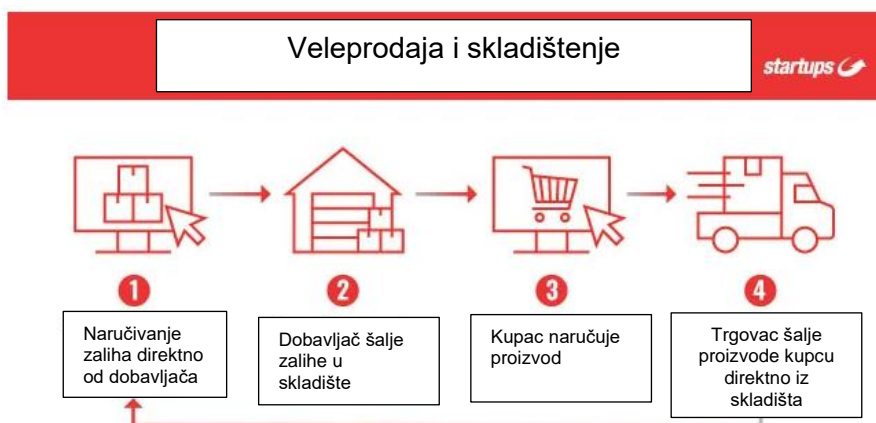 Veleprodaja i skladištenje
startups
1
2
3
4
Naručivanje
zaliha direktno
od dobavljača
Dobavljač šalje
zalihe u
skladište
Kupac naručuje
proizvod
Trgovac šalje
proizvode kupcu
direktno iz
skladišta